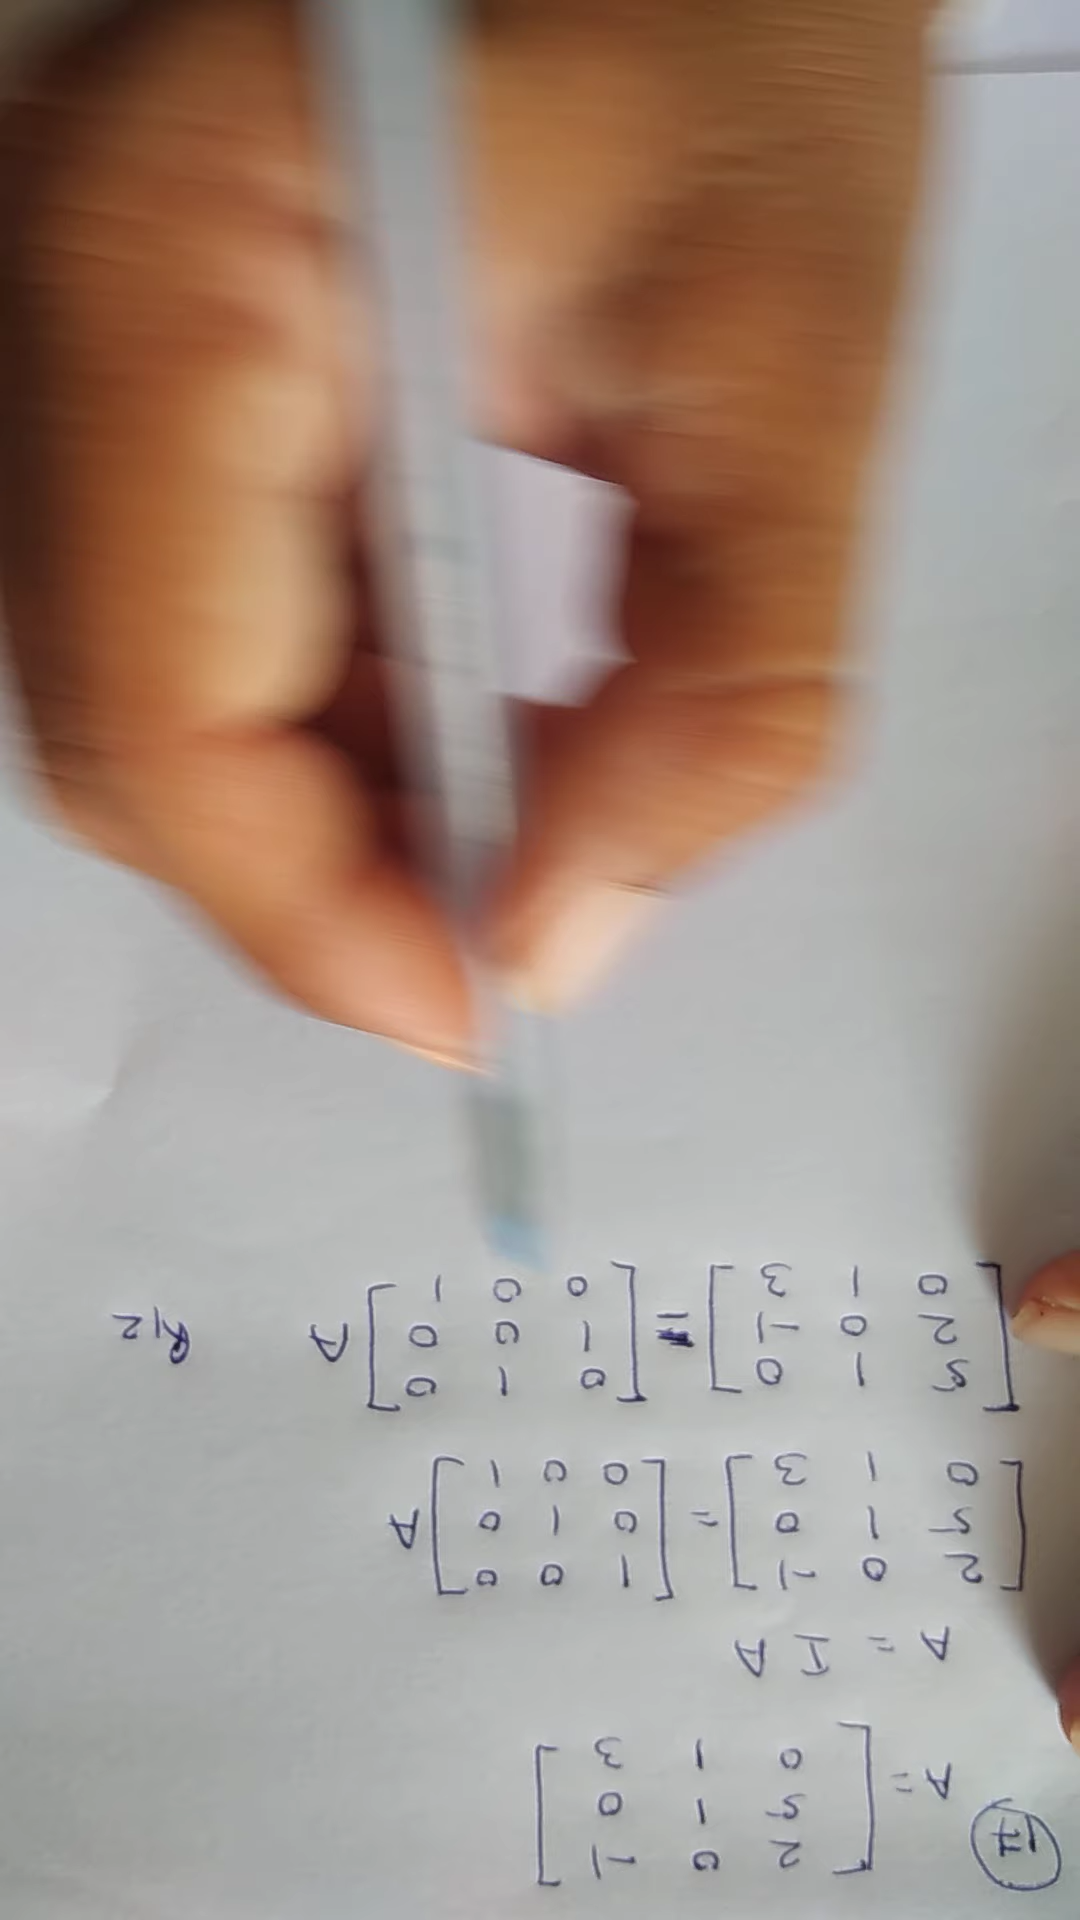 17
A = [ 2 0 -1
5 1 0
0 1 3 ]
A = I A
[ 2 0 -1 ] = [ 1 0 0 ] A
5 1 0 0 1 0
0 1 3 0 0 1
[ 5 1 0 ] = [ 0 1 0 ] A R12
2 0 -1 1 0 0
0 1 3 0 0 1